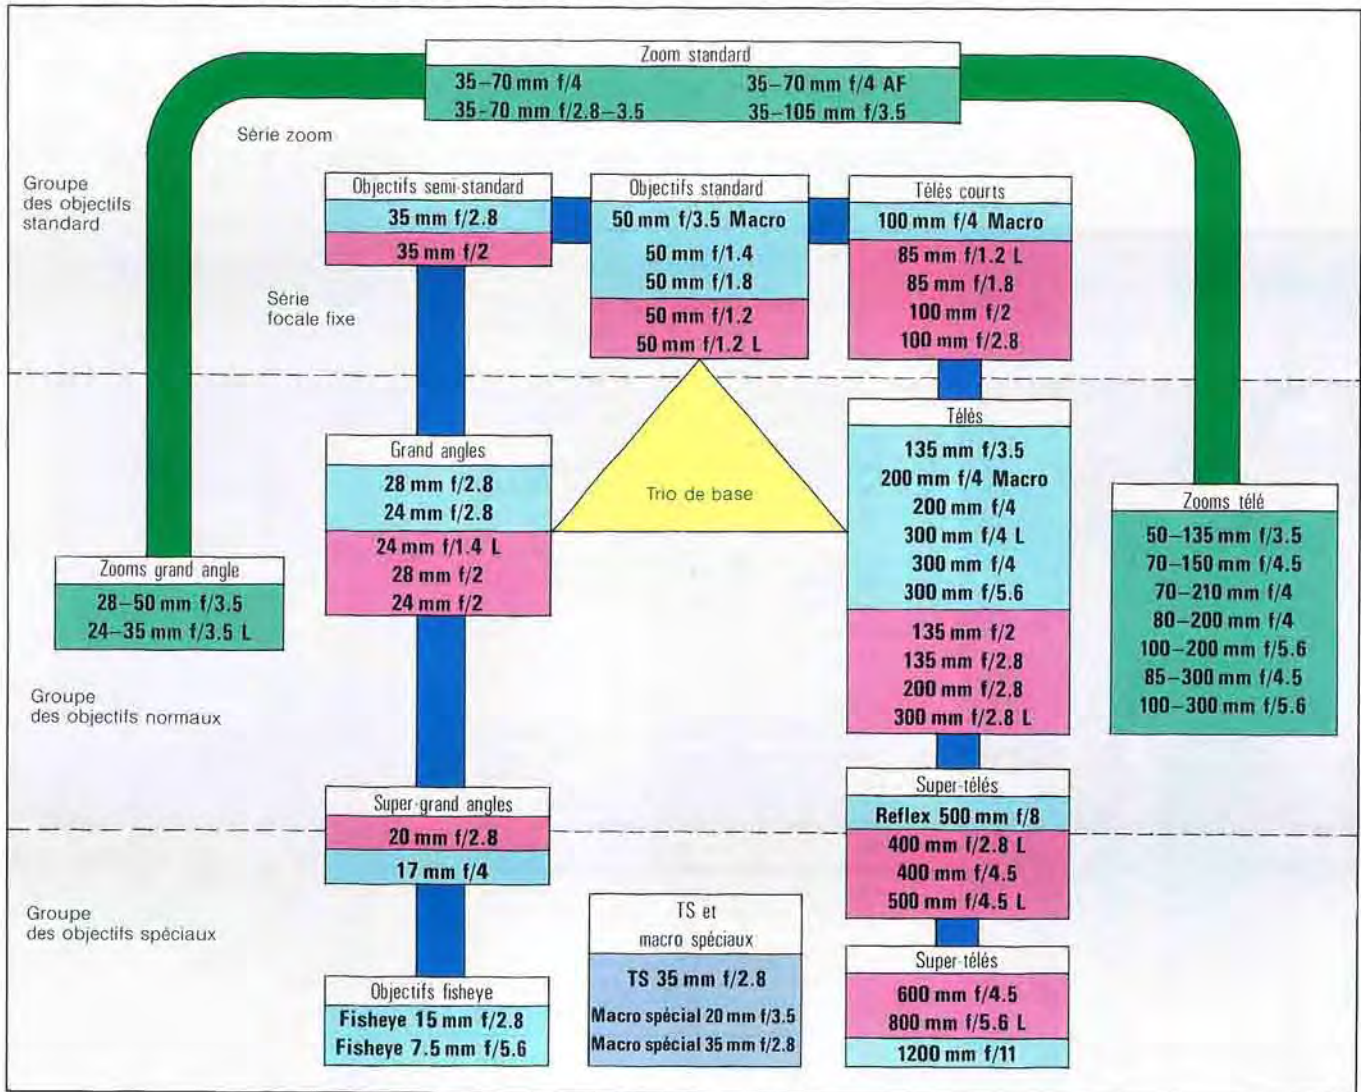 Zoom standard
35–70 mm f/4
35–70 mm f/4 AF
35–70 mm f/2.8–3.5
35–105 mm f/3.5
Série zoom
Groupe
des objectifs
standard
Objectifs semi-standard
35 mm f/2.8
35 mm f/2
Objectifs standard
50 mm f/3.5 Macro
50 mm f/1.4
50 mm f/1.8
50 mm f/1.2
50 mm f/1.2 L
Télés courts
100 mm f/4 Macro
85 mm f/1.2 L
85 mm f/1.8
100 mm f/2
100 mm f/2.8
Série
focale fixe
Grand angles
28 mm f/2.8
24 mm f/2.8
24 mm f/1.4 L
28 mm f/2
24 mm f/2
Trio de base
Télés
135 mm f/3.5
200 mm f/4 Macro
200 mm f/4
300 mm f/4 L
300 mm f/4
300 mm f/5.6
135 mm f/2
135 mm f/2.8
200 mm f/2.8
300 mm f/2.8 L
Zooms télé
50–135 mm f/3.5
70–150 mm f/4.5
70–210 mm f/4
80–200 mm f/4
100–200 mm f/5.6
85–300 mm f/4.5
100–300 mm f/5.6
Zooms grand angle
28–50 mm f/3.5
24–35 mm f/3.5 L
Groupe
des objectifs normaux
Super-grand angles
20 mm f/2.8
17 mm f/4
Super-télés
Reflex 500 mm f/8
400 mm f/2.8 L
400 mm f/4.5
500 mm f/4.5 L
Groupe
des objectifs spéciaux
Objectifs fisheye
Fisheye 15 mm f/2.8
Fisheye 7.5 mm f/5.6
TS et
macro spéciaux
TS 35 mm f/2.8
Macro spécial 20 mm f/3.5
Macro spécial 35 mm f/2.8
Super-télés
600 mm f/4.5
800 mm f/5.6 L
1200 mm f/11